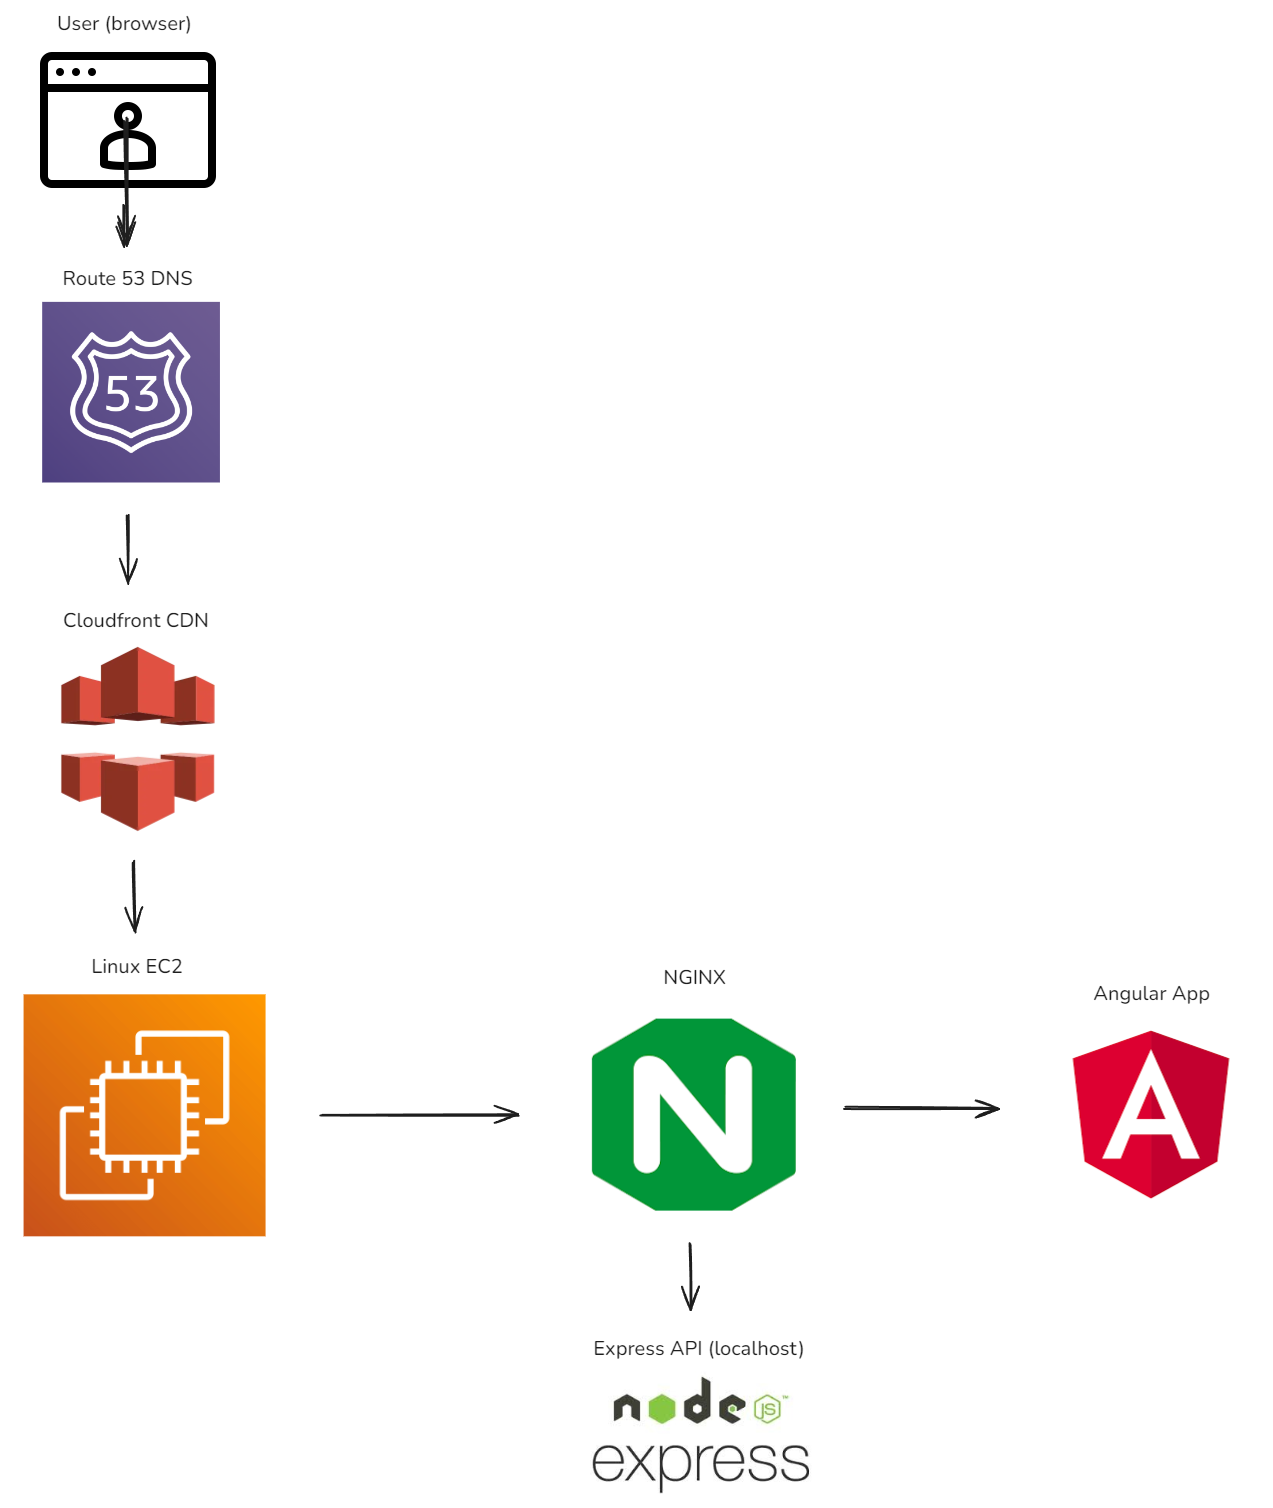 User (browser)
Route 53 DNS
53
Cloudfront CDN
Linux EC2
NGINX
N
Angular App
A
Express API (localhost)
node JS ™
express